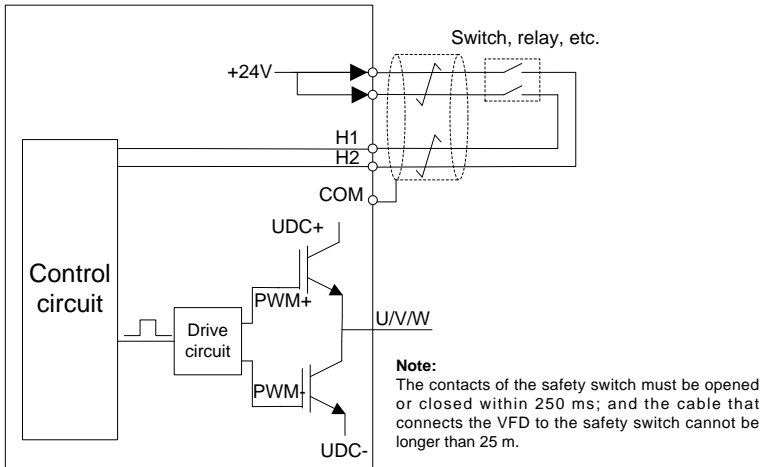 Switch, relay, etc.
+24V
H1
H2
COM
UDC+
Control
circuit
PWM+
Drive
circuit
U/V/W
PWM-
UDC-
Note:
The contacts of the safety switch must be opened
or closed within 250 ms; and the cable that
connects the VFD to the safety switch cannot be
longer than 25 m.